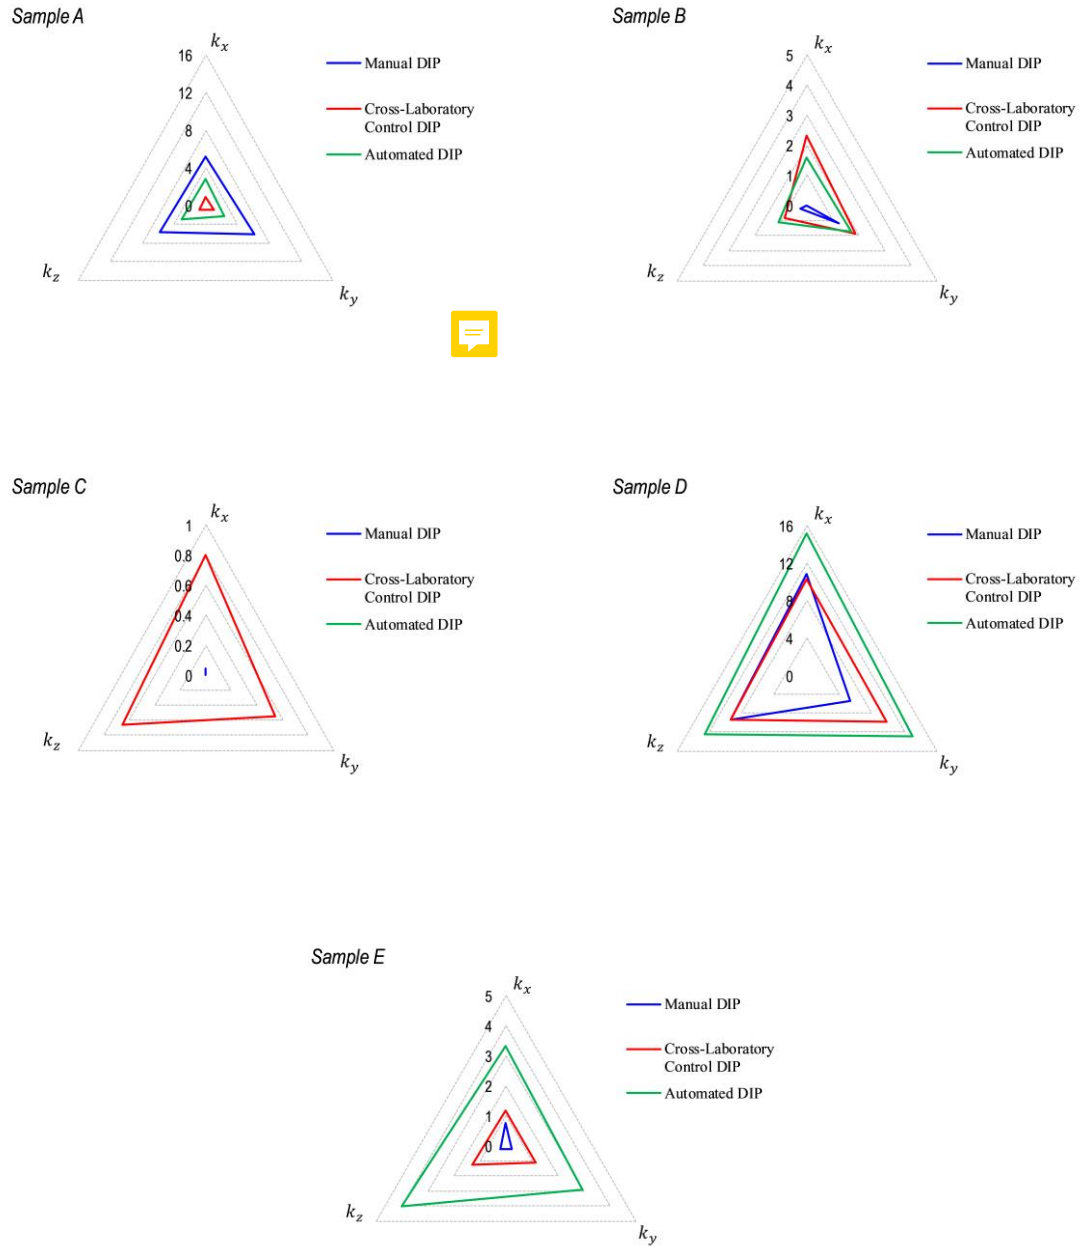 Sample A
k_x
16
12
8
4
0
k_z
k_y
Manual DIP
Cross-Laboratory
Control DIP
Automated DIP
Sample B
k_x
5
4
3
2
1
0
k_z
k_y
Manual DIP
Cross-Laboratory
Control DIP
Automated DIP
Sample C
k_x
1
0.8
0.6
0.4
0.2
0
k_z
k_y
Manual DIP
Cross-Laboratory
Control DIP
Automated DIP
Sample D
k_x
16
12
8
4
0
k_z
k_y
Manual DIP
Cross-Laboratory
Control DIP
Automated DIP
Sample E
k_x
5
4
3
2
1
0
k_z
k_y
Manual DIP
Cross-Laboratory
Control DIP
Automated DIP